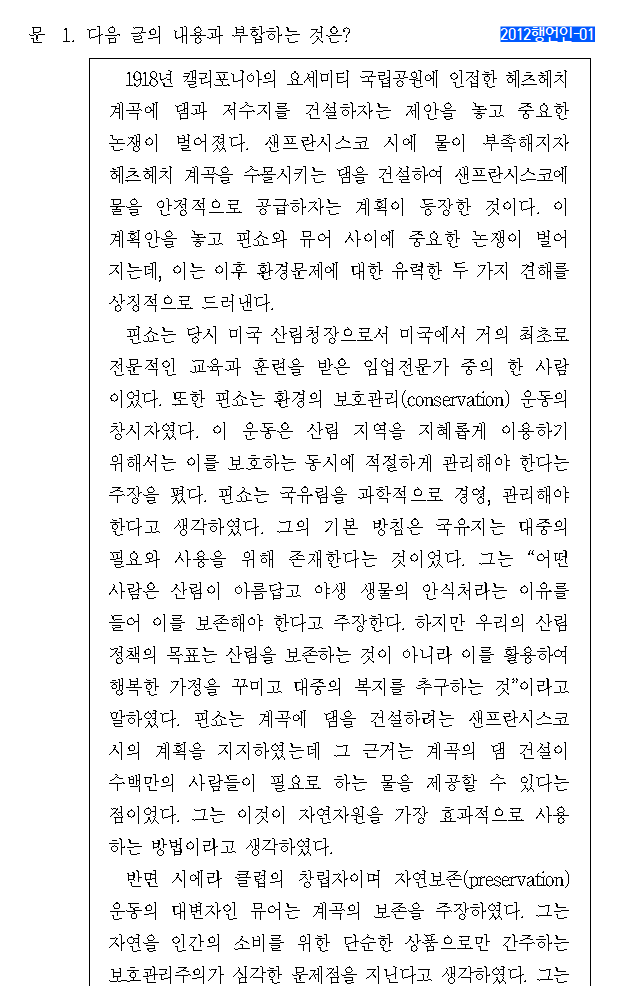 문 1. 다음 글의 내용과 부합하는 것은?
2012행언인-01
1918년 캘리포니아의 요세미티 국립공원에 인접한 헤츠헤치
계곡에 댐과 저수지를 건설하자는 제안을 놓고 중요한
논쟁이 벌어졌다. 샌프란시스코 시에 물이 부족해지자
헤츠헤치 계곡을 수몰시키는 댐을 건설하여 샌프란시스코에
물을 안정적으로 공급하자는 계획이 등장한 것이다. 이
계획안을 놓고 핀쇼와 뮤어 사이에 중요한 논쟁이 벌어
지는데, 이는 이후 환경문제에 대한 유력한 두 가지 견해를
상징적으로 드러낸다.
핀쇼는 당시 미국 산림청장으로서 미국에서 거의 최초로
전문적인 교육과 훈련을 받은 임업전문가 중의 한 사람
이었다. 또한 핀쇼는 환경의 보호관리(conservation) 운동의
창시자였다. 이 운동은 산림 지역을 지혜롭게 이용하기
위해서는 이를 보호하는 동시에 적절하게 관리해야 한다는
주장을 폈다. 핀쇼는 국유림을 과학적으로 경영, 관리해야
한다고 생각하였다. 그의 기본 방침은 국유지는 대중의
필요와 사용을 위해 존재한다는 것이었다. 그는 “어떤
사람은 산림이 아름답고 야생 생물의 안식처라는 이유를
들어 이를 보존해야 한다고 주장한다. 하지만 우리의 산림
정책의 목표는 산림을 보존하는 것이 아니라 이를 활용하여
행복한 가정을 꾸미고 대중의 복지를 추구하는 것”이라고
말하였다. 핀쇼는 계곡에 댐을 건설하려는 샌프란시스코
시의 계획을 지지하였는데 그 근거는 계곡의 댐 건설이
수백만의 사람들이 필요로 하는 물을 제공할 수 있다는
점이었다. 그는 이것이 자연자원을 가장 효과적으로 사용
하는 방법이라고 생각하였다.
반면 시에라 클럽의 창립자이며 자연보존(preservation)
운동의 대변자인 뮤어는 계곡의 보존을 주장하였다. 그는
자연을 인간의 소비를 위한 단순한 상품으로만 간주하는
보호관리주의가 심각한 문제점을 지닌다고 생각하였다. 그는